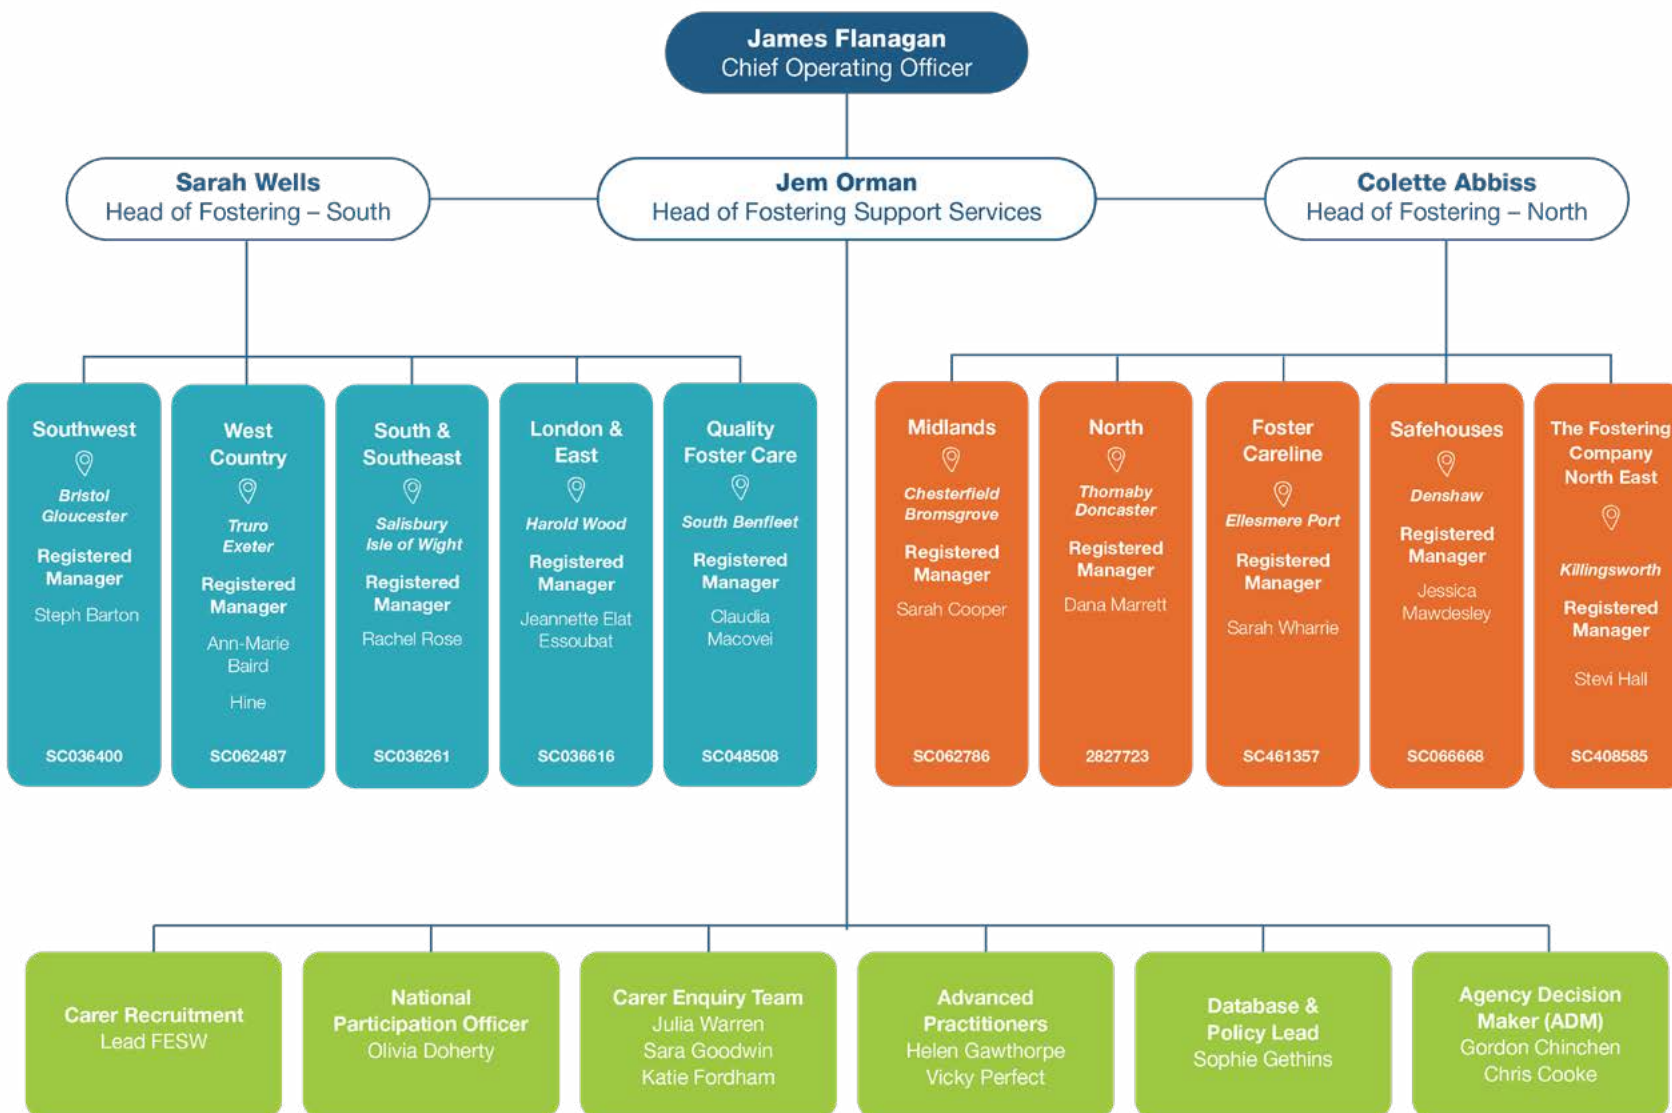 James Flanagan
Chief Operating Officer
Sarah Wells
Head of Fostering – South
Jem Orman
Head of Fostering Support Services
Colette Abbiss
Head of Fostering – North
Southwest
Bristol
Gloucester
Registered
Manager
Steph Barton
SC036400
West
Country
Truro
Exeter
Registered
Manager
Ann-Marie
Baird
Hine
SC062487
South &
Southeast
Salisbury
Isle of Wight
Registered
Manager
Rachel Rose
SC036261
London &
East
Harold Wood
Registered
Manager
Jeannette Elat
Essoubat
SC036616
Quality
Foster Care
South Benfleet
Registered
Manager
Claudia
Macovei
SC048508
Midlands
Chesterfield
Bromsgrove
Registered
Manager
Sarah Cooper
SC062786
North
Thornaby
Doncaster
Registered
Manager
Dana Marrett
2827723
Foster
Careline
Ellesmere Port
Registered
Manager
Sarah Wharrie
SC461357
Safehouses
Denshaw
Registered
Manager
Jessica
Mawdesley
SC066668
The Fostering
Company
North East
Killingsworth
Registered
Manager
Stevi Hall
SC408585
Carer Recruitment
Lead FESW
National
Participation Officer
Olivia Doherty
Carer Enquiry Team
Julia Warren
Sara Goodwin
Katie Fordham
Advanced
Practitioners
Helen Gawthorpe
Vicky Perfect
Database &
Policy Lead
Sophie Gethins
Agency Decision
Maker (ADM)
Gordon Chinchen
Chris Cooke